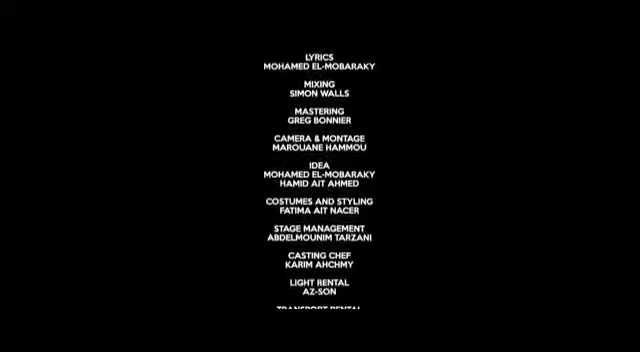 LYRICS
MOHAMED EL-MOBARAKY
MIXING
SIMON WALLS
MASTERING
GREG BONNIER
CAMERA & MONTAGE
MAROUANE HAMMOU
IDEA
MOHAMED EL-MOBARAKY
HAMID AIT AHMED
COSTUMES AND STYLING
FATIMA AIT NACER
STAGE MANAGEMENT
ABDELMOUNIM TARZANI
CASTING CHEF
KARIM AHCHMY
LIGHT RENTAL
AZ-SON
TRANSPORT RENTAL